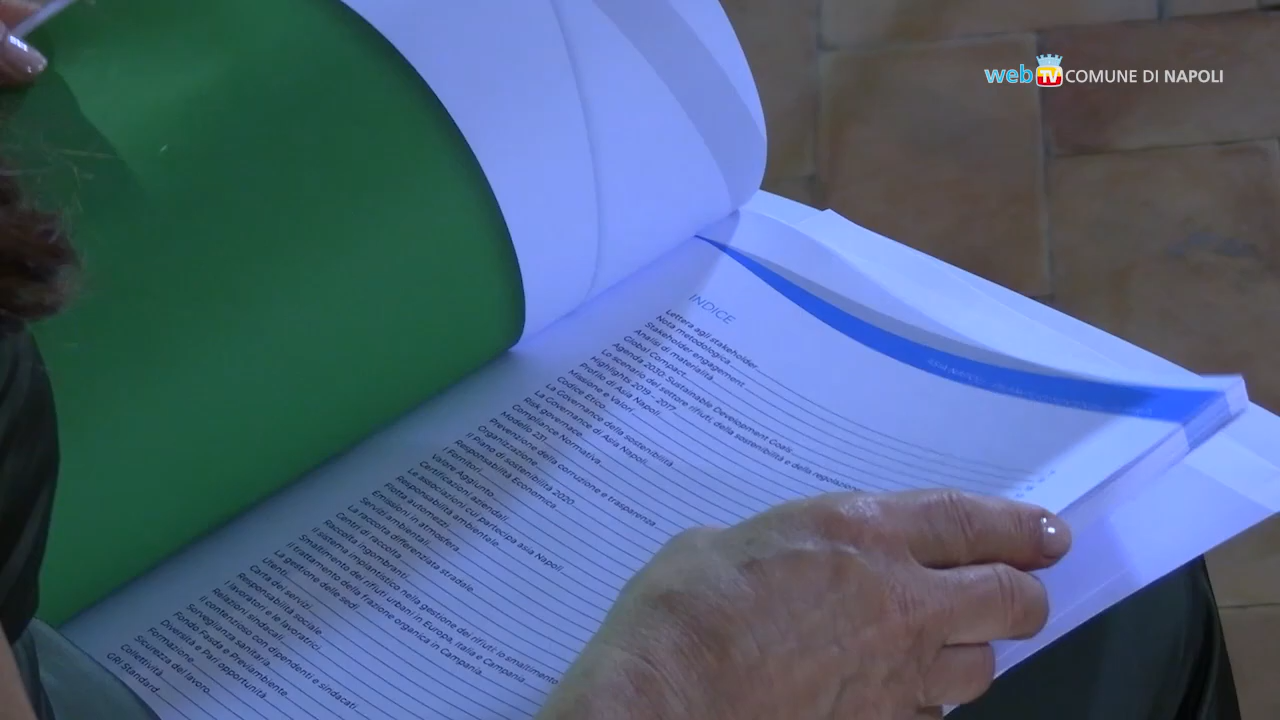 web TV COMUNE DI NAPOLI
INDICE
Lettera agli stakeholder
Nota metodologica
Stakeholder engagement
Analisi di materialità
Global Compact
Agenda 2030: Sustainable Development Goals
Lo scenario del settore rifiuti, della sostenibilità e della regolazion
Highlights 2019 - 2017
Profilo di Asia Napoli
Missione e Valori
Codice Etico
La Governance della sostenibilità
La Governance di Asia Napoli
Risk governace
Compliance Normativa
Modello 231
Prevenzione della corruzione e trasparenza
Organizzazione
Il Piano di sostenibilità 2020
Responsabilità Economica
I Fornitori
Valore Aggiunto
Certificazioni aziendali
Le associazioni cui partecipa asia Napoli
Responsabilità ambientale
Flotta automezzi
Emissioni in atmosfera
Servizi ambientali
La raccolta differenziata stradale
Centri di raccolta
Raccolta ingombranti
Il sistema impiantistico nella gestione dei rifiuti: lo smaltimento
Smaltimento dei rifiuti urbani in Europa, Italia e Campania
Il trattamento della frazione organica in Campania
La gestione delle sedi
Utenti
Carta dei servizi
Responsabilità sociale
I lavoratori e le lavoratrici
Relazioni sindacali
Il contenzioso con dipendenti e sindacati
Sorveglianza sanitaria
Fondo Fasda e Previambiente
Diversità e Pari opportunità
Formazione
Sicurezza del lavoro
Collettività
GRI Standard